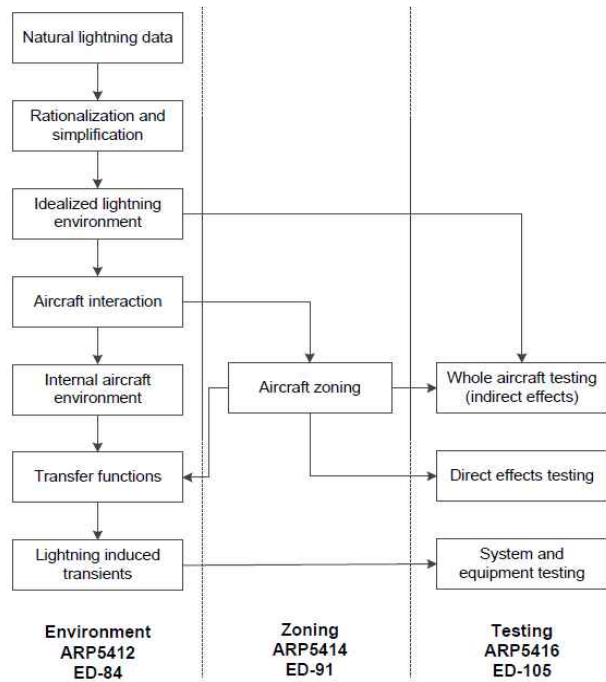 Natural lightning data
Rationalization and
simplification
Idealized lightning
environment
Aircraft interaction
Internal aircraft
environment
Aircraft zoning
Whole aircraft testing
(indirect effects)
Transfer functions
Direct effects testing
Lightning induced
transients
System and
equipment testing
Environment
ARP5412
ED-84
Zoning
ARP5414
ED-91
Testing
ARP5416
ED-105